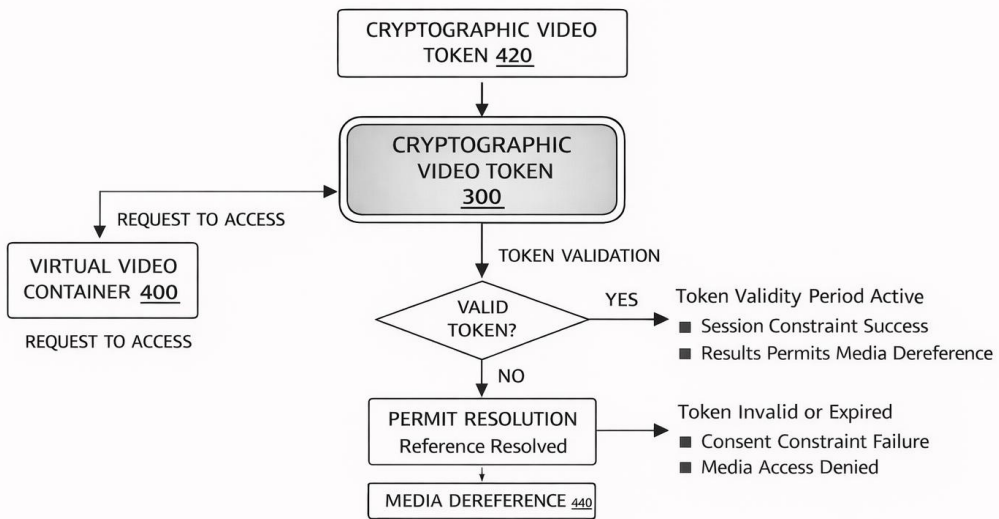 CRYPTOGRAPHIC VIDEO
TOKEN 420
CRYPTOGRAPHIC
VIDEO TOKEN
300
REQUEST TO ACCESS
VIRTUAL VIDEO
CONTAINER 400
REQUEST TO ACCESS
TOKEN VALIDATION
VALID
TOKEN?
YES
Token Validity Period Active
■ Session Constraint Success
■ Results Permits Media Dereference
NO
PERMIT RESOLUTION
Reference Resolved
Token Invalid or Expired
■ Consent Constraint Failure
■ Media Access Denied
MEDIA DEREFERENCE 440